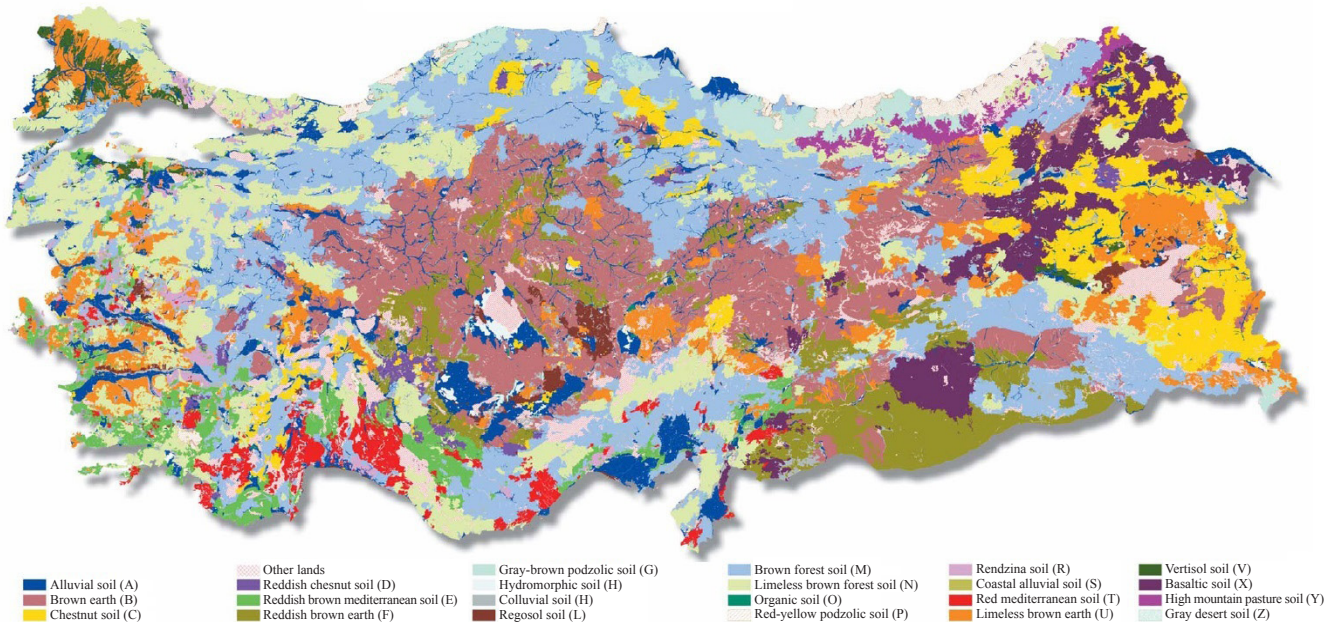 Other lands
Alluvial soil (A)
Brown earth (B)
Chestnut soil (C)
Reddish chesnut soil (D)
Reddish brown mediterranean soil (E)
Reddish brown earth (F)
Gray-brown podzolic soil (G)
Hydromorphic soil (H)
Colluvial soil (H)
Regosol soil (L)
Brown forest soil (M)
Limeless brown forest soil (N)
Organic soil (O)
Red-yellow podzolic soil (P)
Rendzina soil (R)
Coastal alluvial soil (S)
Red mediterranean soil (T)
Limeless brown earth (U)
Vertisol soil (V)
Basaltic soil (X)
High mountain pasture soil (Y)
Gray desert soil (Z)